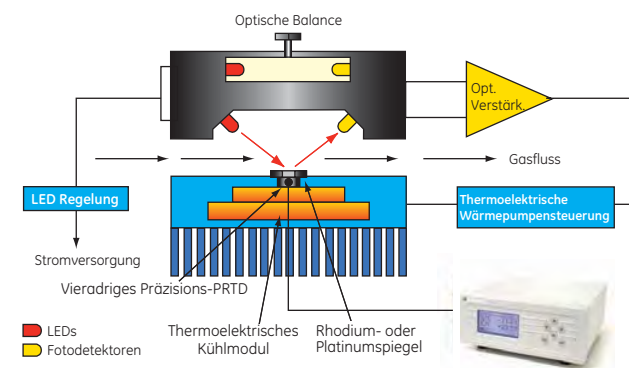 Optische Balance
Opt.
Verstärk.
Gasfluss
LED Regelung
Thermoelektrische
Wärmepumpensteuerung
Stromversorgung
Vieradriges Präzisions-PRTD
LEDs
Fotodetektoren
Thermoelektrisches
Kühlmodul
Rhodium- oder
Platinumspiegel